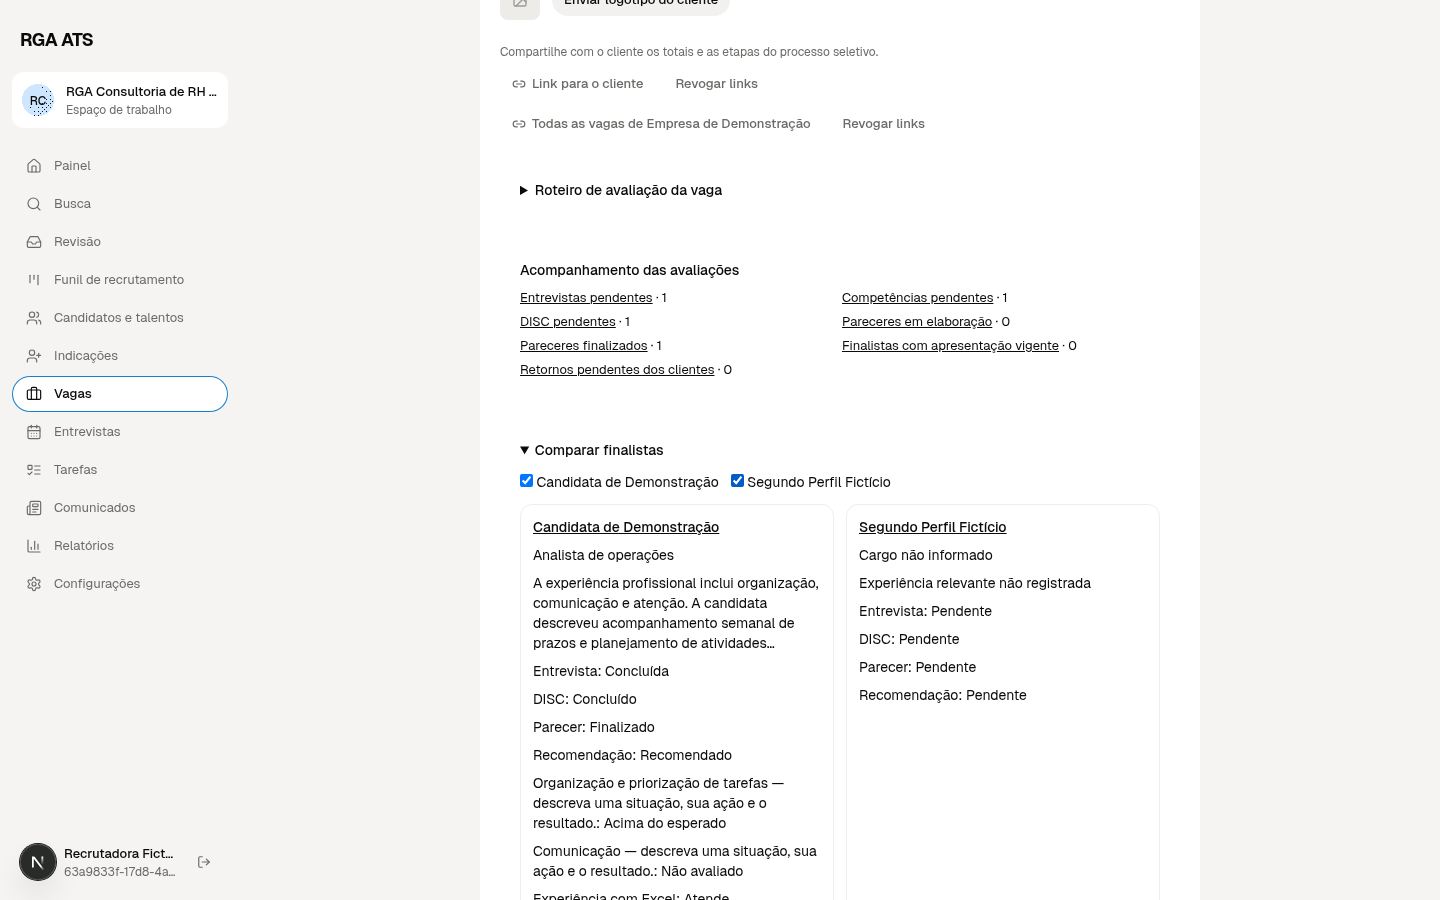 RGA ATS
RC
RGA Consultoria de RH ...
Espaço de trabalho
Painel
Busca
Revisão
Funil de recrutamento
Candidatos e talentos
Indicações
Vagas
Entrevistas
Tarefas
Comunicados
Relatórios
Configurações
N
Recrutadora Fict...
63a9833f-17d8-4a...
Enviar logotipo do cliente
Compartilhe com o cliente os totais e as etapas do processo seletivo.
Link para o cliente Revogar links
Todas as vagas de Empresa de Demonstração Revogar links
Roteiro de avaliação da vaga
Acompanhamento das avaliações
Entrevistas pendentes · 1 Competências pendentes · 1
DISC pendentes · 1 Pareceres em elaboração · 0
Pareceres finalizados · 1 Finalistas com apresentação vigente · 0
Retornos pendentes dos clientes · 0
Comparar finalistas
Candidata de Demonstração Segundo Perfil Fictício
Candidata de Demonstração
Analista de operações
A experiência profissional inclui organização,
comunicação e atenção. A candidata
descreveu acompanhamento semanal de
prazos e planejamento de atividades...
Entrevista: Concluída
DISC: Concluído
Parecer: Finalizado
Recomendação: Recomendado
Organização e priorização de tarefas —
descreva uma situação, sua ação e o
resultado.: Acima do esperado
Comunicação — descreva uma situação, sua
ação e o resultado.: Não avaliado
Experiência com Excel: Atende
Segundo Perfil Fictício
Cargo não informado
Experiência relevante não registrada
Entrevista: Pendente
DISC: Pendente
Parecer: Pendente
Recomendação: Pendente